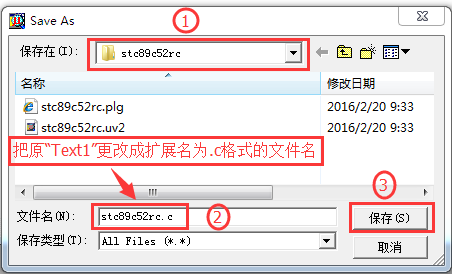 Save As
①
保存在(I):
stc89c52rc
名称
修改日期
stc89c52rc.plg
2016/2/20 9:33
stc89c52rc.uv2
2016/2/20 9:33
把原“Text1”更改成扩展名为.c格式的文件名
③
文件名(N):
stc89c52rc.c
②
保存(S)
保存类型(T):
All Files (*.*)
取消